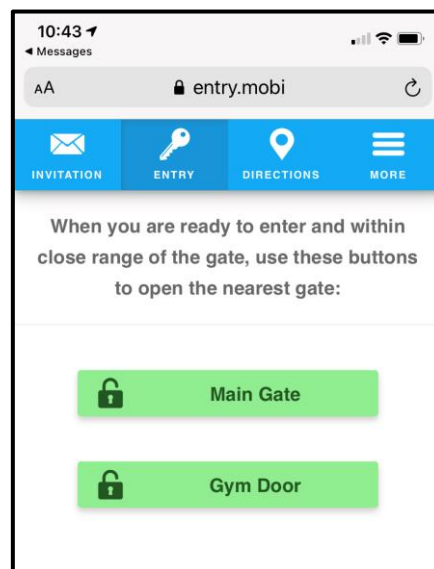 10:43
Messages
AA entry.mobi
INVITATION ENTRY DIRECTIONS MORE
When you are ready to enter and within
close range of the gate, use these buttons
to open the nearest gate:
Main Gate
Gym Door